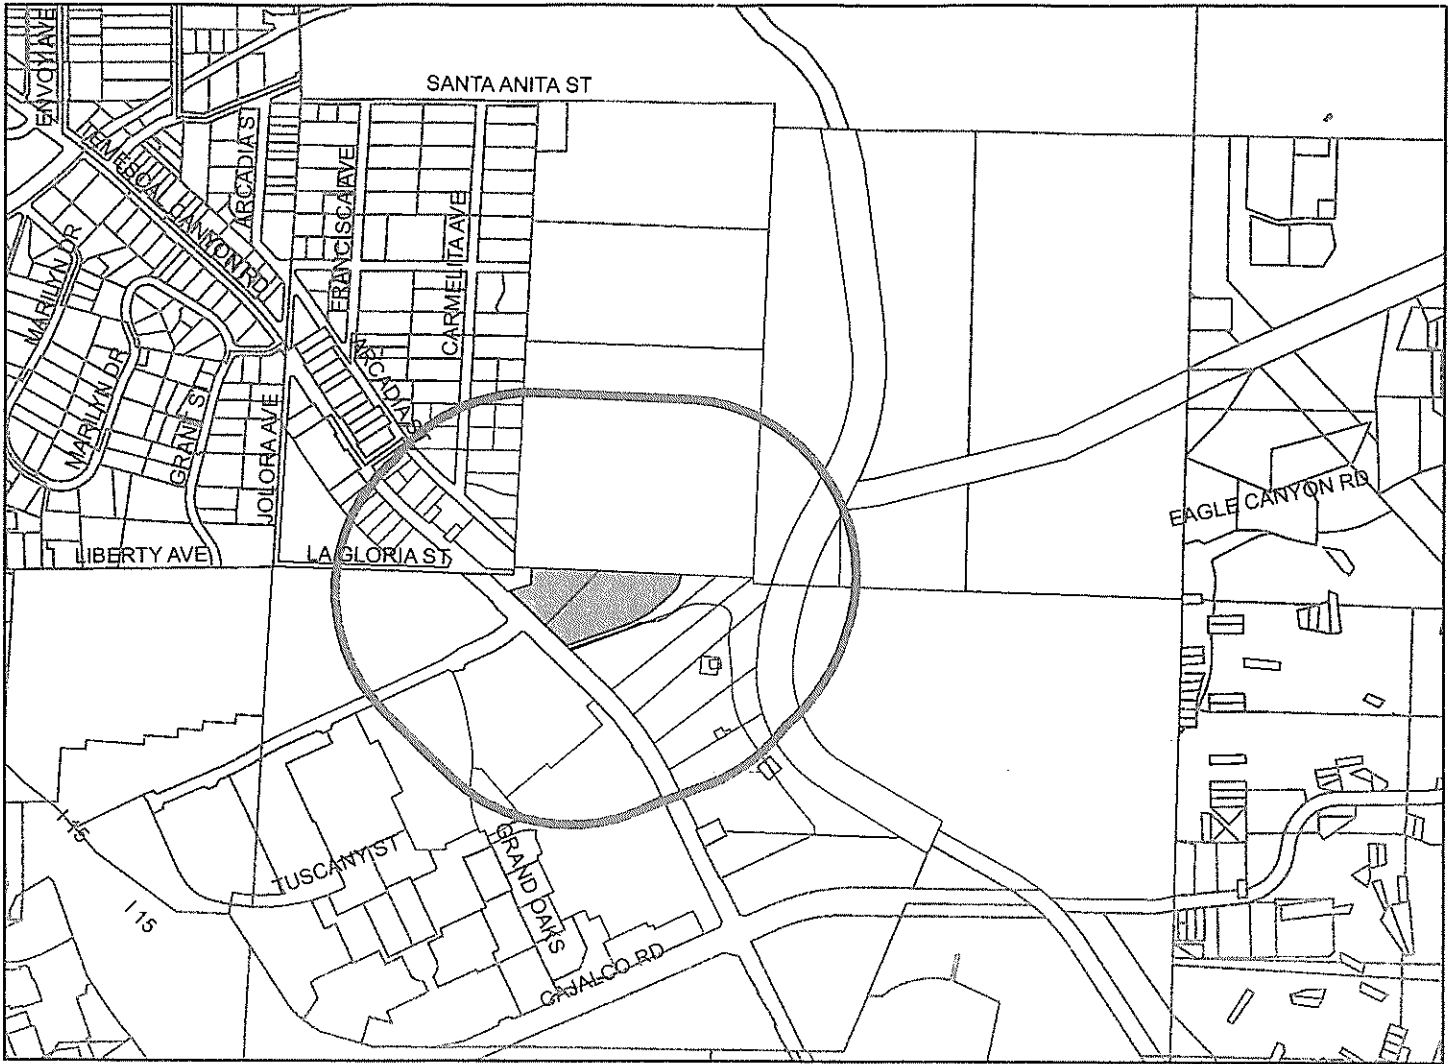 ENVOY AVE
SANTA ANITA ST
TEMESCAL CANYON RD
ARCADIA ST
FRANCISCA AVE
CARMELITA AVE
MARILYN DR
MARILYN DR
GRANT ST
JOLORA AVE
ARCADIA ST
EAGLE CANYON RD
LIBERTY AVE
LA GLORIA ST
I 15
TUSCANY ST
GRAND OAKS
I 15
CAJALCO RD